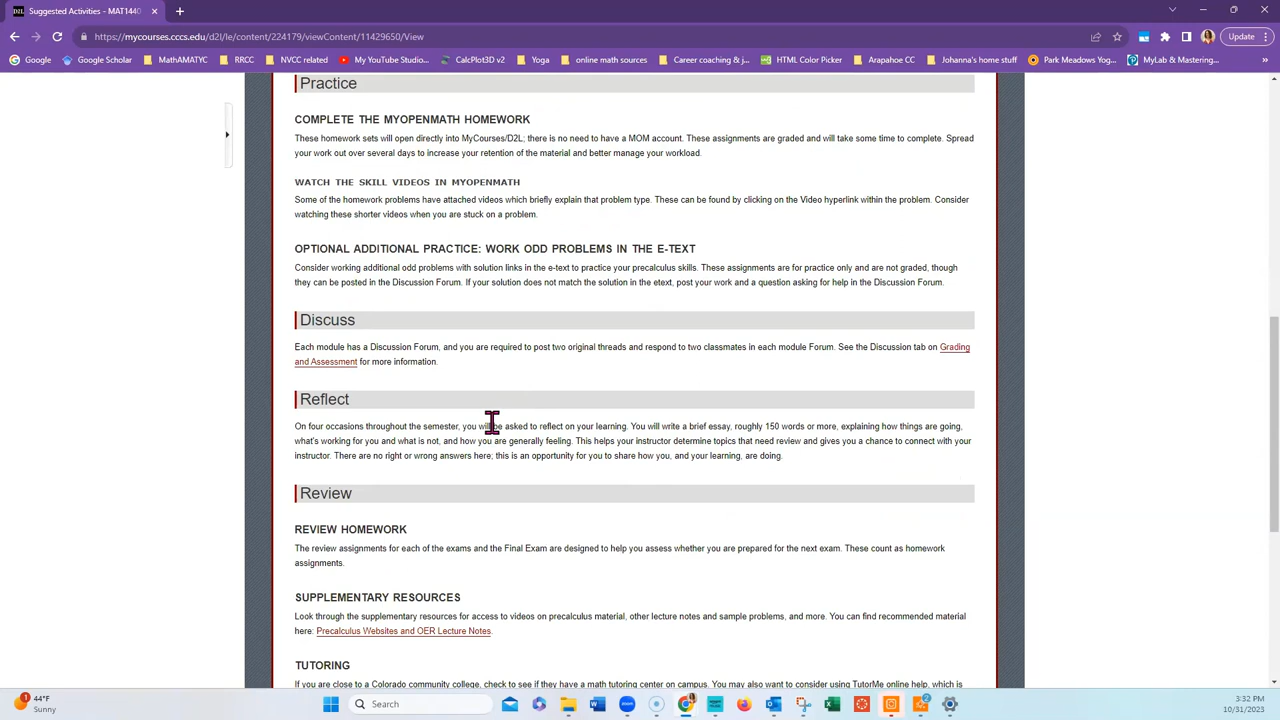 Suggested Activities - MAT1440
https://mycourses.cccs.edu/d2l/le/content/224179/viewContent/11429650/View
Update
Google
Google Scholar
MathAMATYC
RRCC
NVCC related
My YouTube Studio...
CalcPlot3D v2
Yoga
online math sources
Career coaching & j...
HTML Color Picker
Arapahoe CC
Johanna's home stuff
Park Meadows Yog...
MyLab & Mastering...
Practice
COMPLETE THE MYOPENMATH HOMEWORK
These homework sets will open directly into MyCourses/D2L; there is no need to have a MOM account. These assignments are graded and will take some time to complete. Spread
your work out over several days to increase your retention of the material and better manage your workload.
WATCH THE SKILL VIDEOS IN MYOPENMATH
Some of the homework problems have attached videos which briefly explain that problem type. These can be found by clicking on the Video hyperlink within the problem. Consider
watching these shorter videos when you are stuck on a problem.
OPTIONAL ADDITIONAL PRACTICE: WORK ODD PROBLEMS IN THE E-TEXT
Consider working additional odd problems with solution links in the e-text to practice your precalculus skills. These assignments are for practice only and are not graded, though
they can be posted in the Discussion Forum. If your solution does not match the solution in the etext, post your work and a question asking for help in the Discussion Forum.
Discuss
Each module has a Discussion Forum, and you are required to post two original threads and respond to two classmates in each module Forum. See the Discussion tab on Grading
and Assessment for more information.
Reflect
On four occasions throughout the semester, you will be asked to reflect on your learning. You will write a brief essay, roughly 150 words or more, explaining how things are going,
what's working for you and what is not, and how you are generally feeling. This helps your instructor determine topics that need review and gives you a chance to connect with your
instructor. There are no right or wrong answers here; this is an opportunity for you to share how you, and your learning, are doing.
Review
REVIEW HOMEWORK
The review assignments for each of the exams and the Final Exam are designed to help you assess whether you are prepared for the next exam. These count as homework
assignments.
SUPPLEMENTARY RESOURCES
Look through the supplementary resources for access to videos on precalculus material, other lecture notes and sample problems, and more. You can find recommended material
here: Precalculus Websites and OER Lecture Notes.
TUTORING
If you are close to a Colorado community college, check to see if they have a math tutoring center on campus. You may also want to consider using TutorMe online help, which is
1
44°F
Sunny
Search
2
3:32 PM
10/31/2023